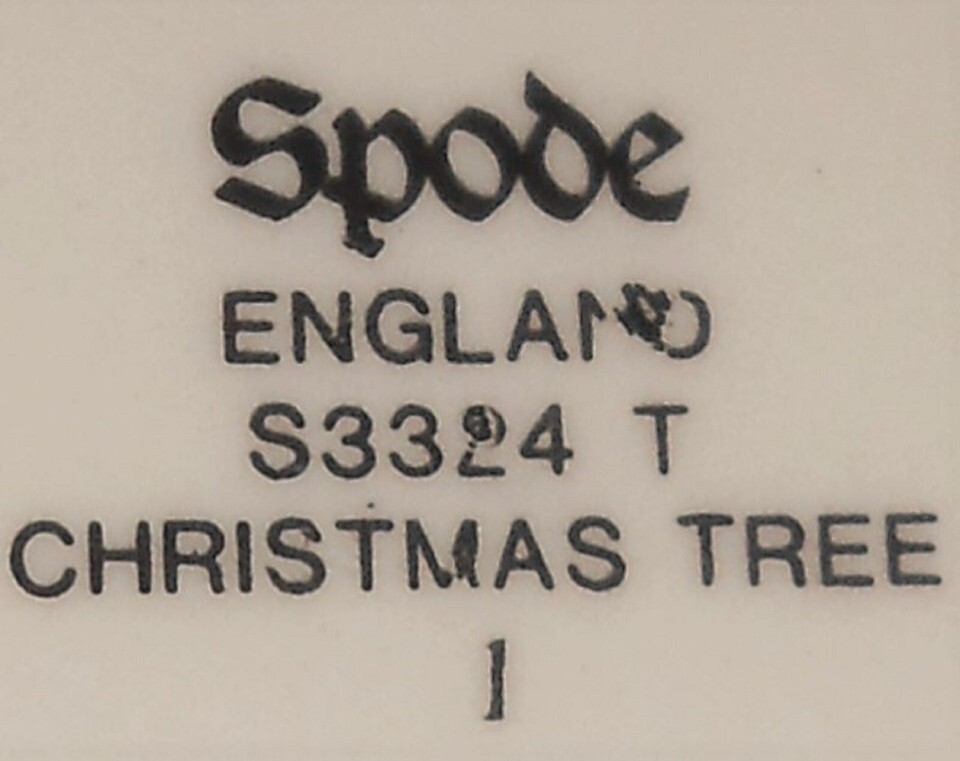 Spode
ENGLAND
S3324 T
CHRISTMAS TREE
1